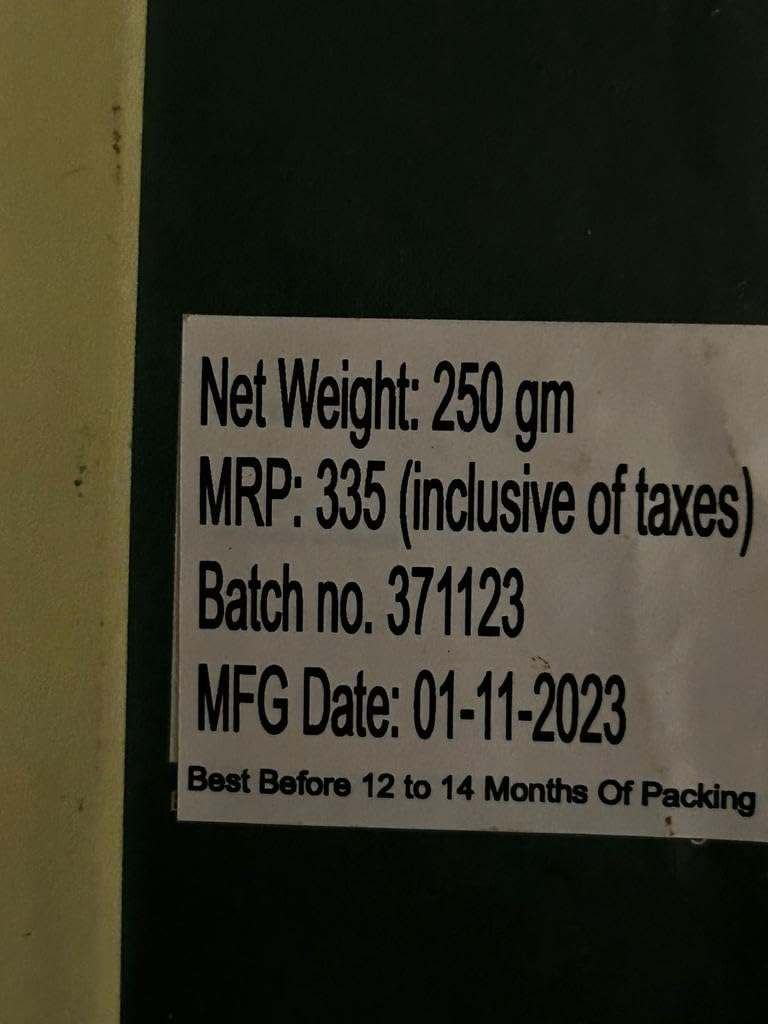 Net Weight: 250 gm
MRP: 335 (inclusive of taxes)
Batch no. 371123
MFG Date: 01-11-2023
Best Before 12 to 14 Months Of Packing